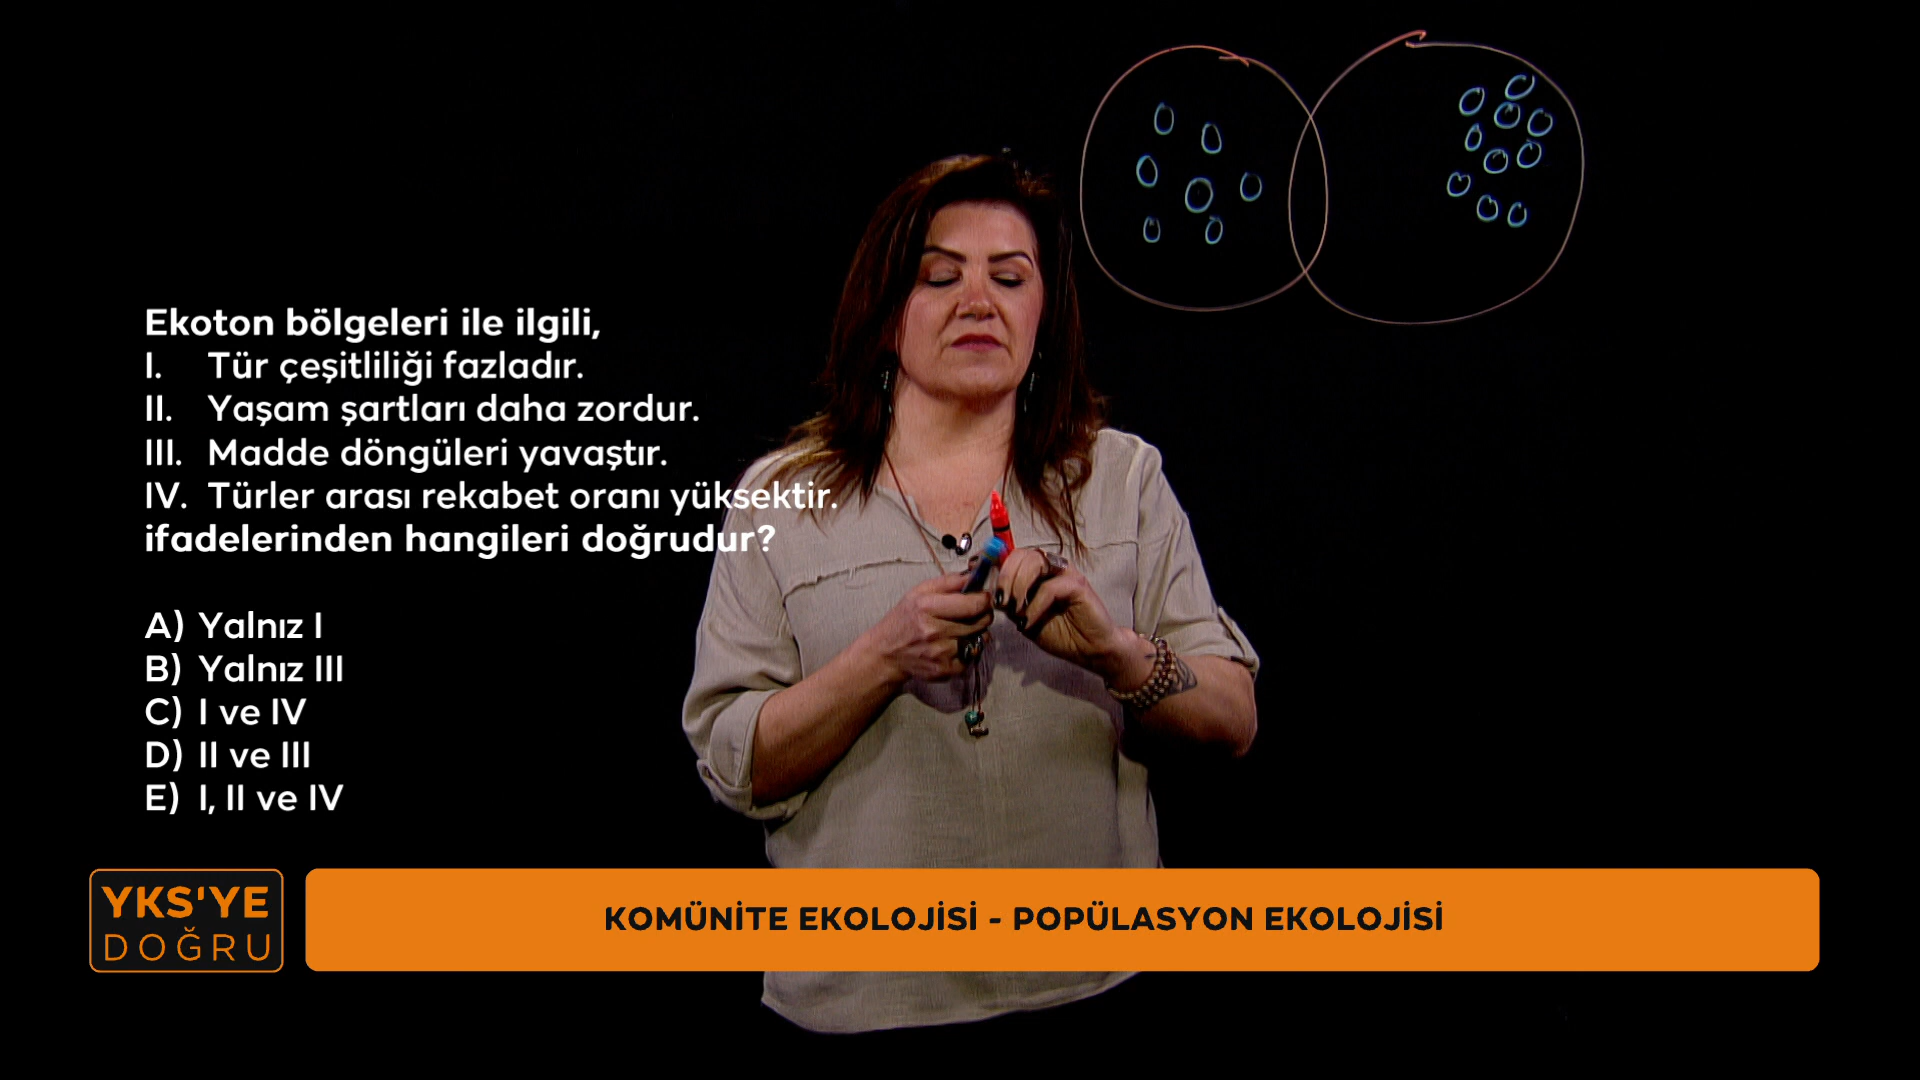 Ekoton bölgeleri ile ilgili,
I. Tür çeşitliliği fazladır.
II. Yaşam şartları daha zordur.
III. Madde döngüleri yavaştır.
IV. Türler arası rekabet oranı yüksektir.
ifadelerinden hangileri doğrudur?
A) Yalnız I
B) Yalnız III
C) I ve IV
D) II ve III
E) I, II ve IV
YKS'YE
DOĞRU
KOMÜNİTE EKOLOJİSİ - POPÜLASYON EKOLOJİSİ